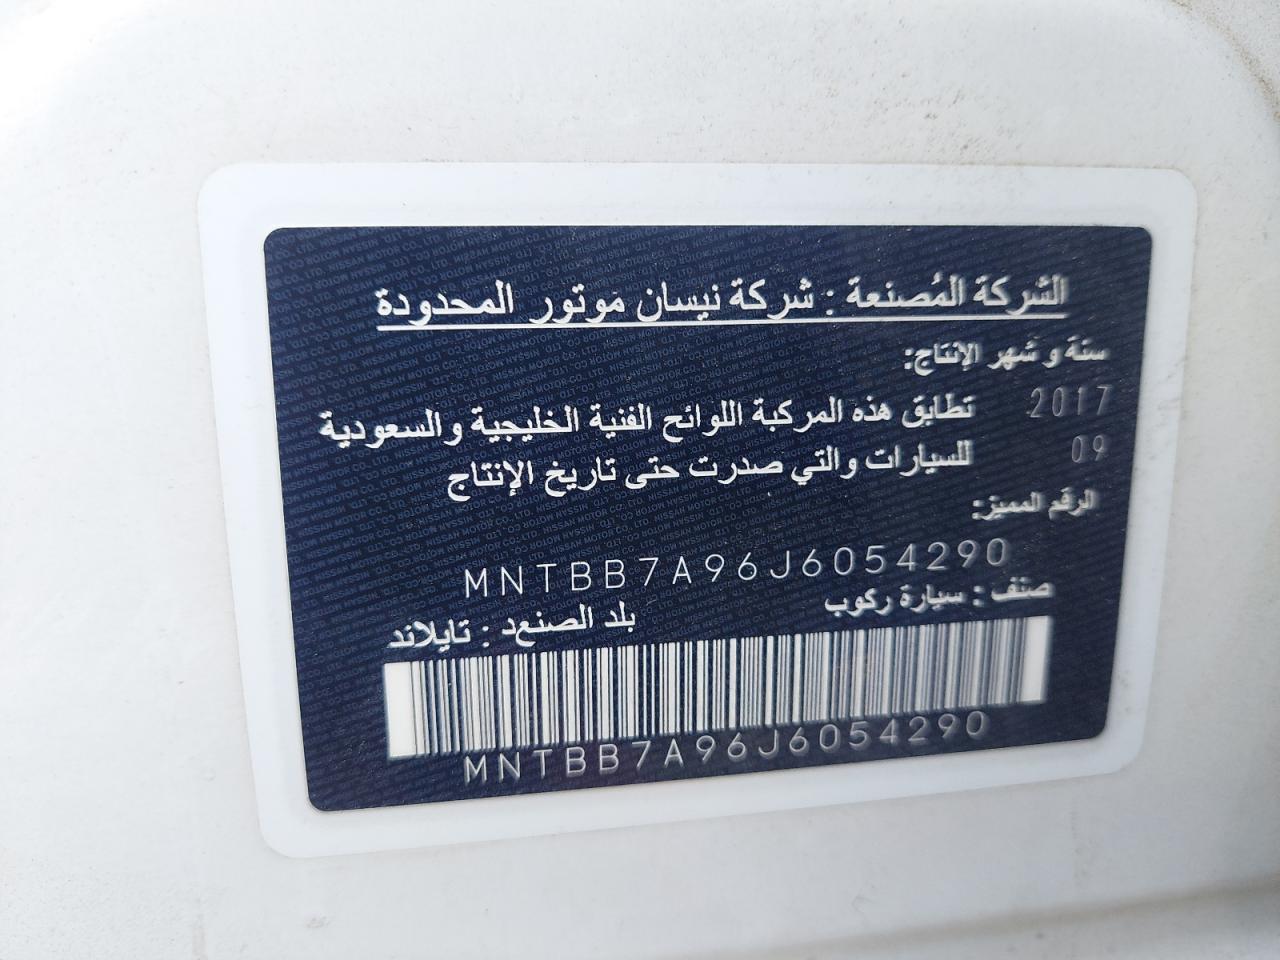 الشركة المُصنعة : شركة نيسان موتور المحدودة
سنة و شهر الإنتاج:
2017 تطابق هذه المركبة اللوائح الفنية الخليجية والسعودية
09 للسيارات والتي صدرت حتى تاريخ الإنتاج
الرقم المميز:
MNTBB7A96J6054290
صنف : سيارة ركوب بلد الصنعد : تايلاند
MNTBB7A96J6054290